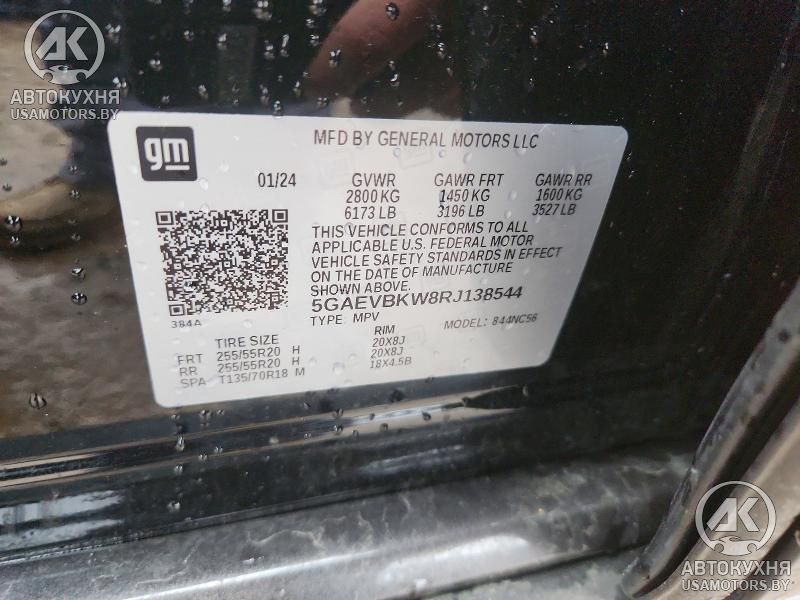 АВТОКУХНЯ
USAMOTORS.BY
gm
MFD BY GENERAL MOTORS LLC
01/24 GVWR GAWR FRT GAWR RR
2800 KG 1450 KG 1600 KG
6173 LB 3196 LB 3527 LB
THIS VEHICLE CONFORMS TO ALL
APPLICABLE U.S. FEDERAL MOTOR
VEHICLE SAFETY STANDARDS IN EFFECT
ON THE DATE OF MANUFACTURE
SHOWN ABOVE.
5GAEVBKW8RJ138544
384A
TYPE: MPV MODEL: 844NC56
TIRE SIZE RIM
FRT 255/55R20 H 20X8J
RR 255/55R20 H 20X8J
SPA T135/70R18 M 18X4.5B
АВТОКУХНЯ
USAMOTORS.BY